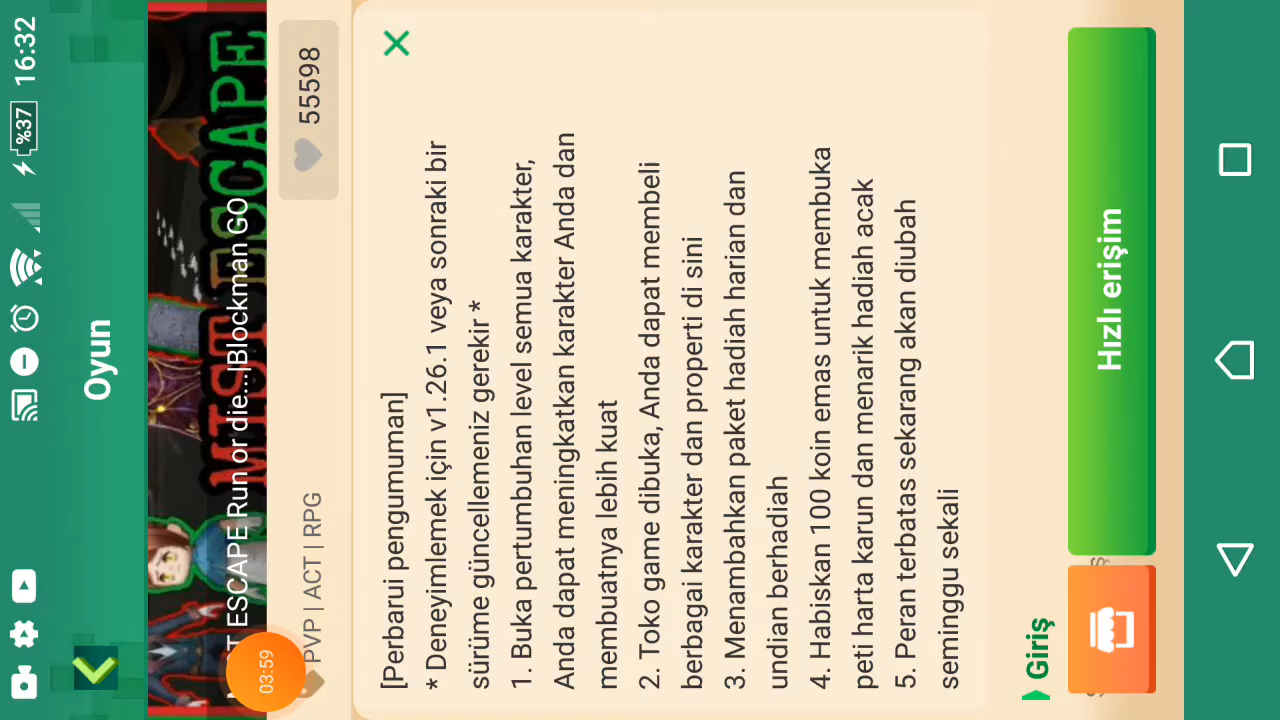 %37 16:32
Oyun
MIST ESCAPE
ESCAPE Run or die...|Blockman GO
PVP | ACT | RPG
55598
03:59
[Perbarui pengumuman]
* Deneyimlemek için v1.26.1 veya sonraki bir
sürüme güncellemeniz gerekir *
1. Buka pertumbuhan level semua karakter,
Anda dapat meningkatkan karakter Anda dan
membuatnya lebih kuat
2. Toko game dibuka, Anda dapat membeli
berbagai karakter dan properti di sini
3. Menambahkan paket hadiah harian dan
undian berhadiah
4. Habiskan 100 koin emas untuk membuka
peti harta karun dan menarik hadiah acak
5. Peran terbatas sekarang akan diubah
seminggu sekali
Giriş
Hızlı erişim